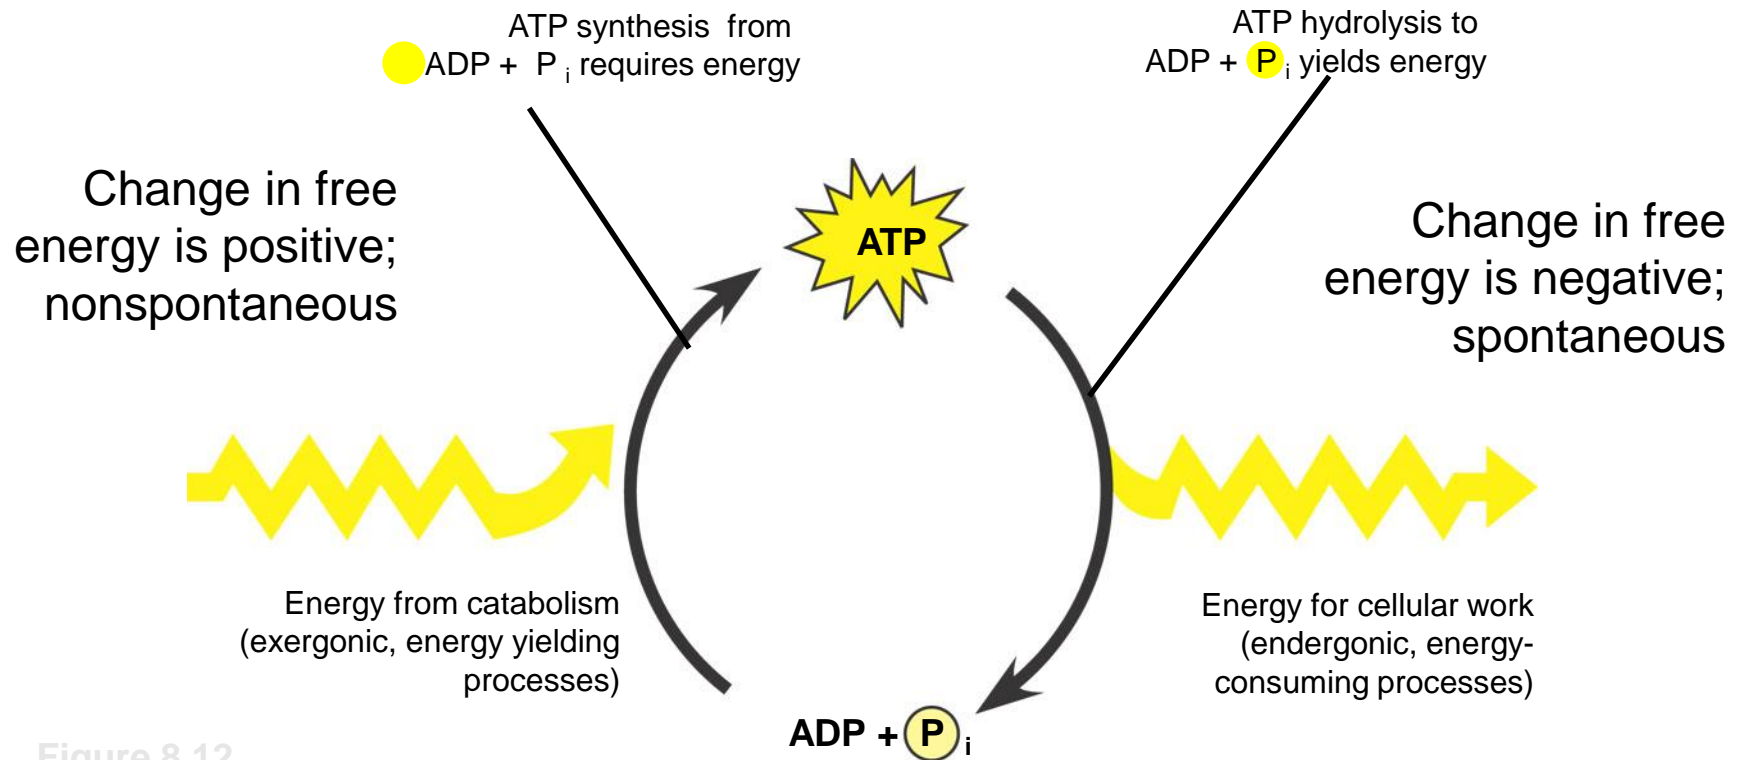 ATP synthesis from
ADP + P i requires energy
ATP hydrolysis to
ADP + P i yields energy
Change in free
energy is positive;
nonspontaneous
ATP
Change in free
energy is negative;
spontaneous
Energy from catabolism
(exergonic, energy yielding
processes)
Energy for cellular work
(endergonic, energy-
consuming processes)
ADP + P i
Figure 8.12